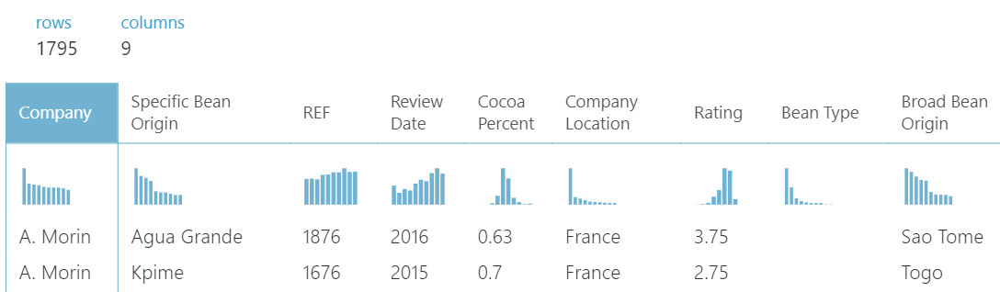 rows columns
1795 9
Company Specific Bean Origin REF Review Date Cocoa Percent Company Location Rating Bean Type Broad Bean Origin
A. Morin Agua Grande 1876 2016 0.63 France 3.75 Sao Tome
A. Morin Kpime 1676 2015 0.7 France 2.75 Togo